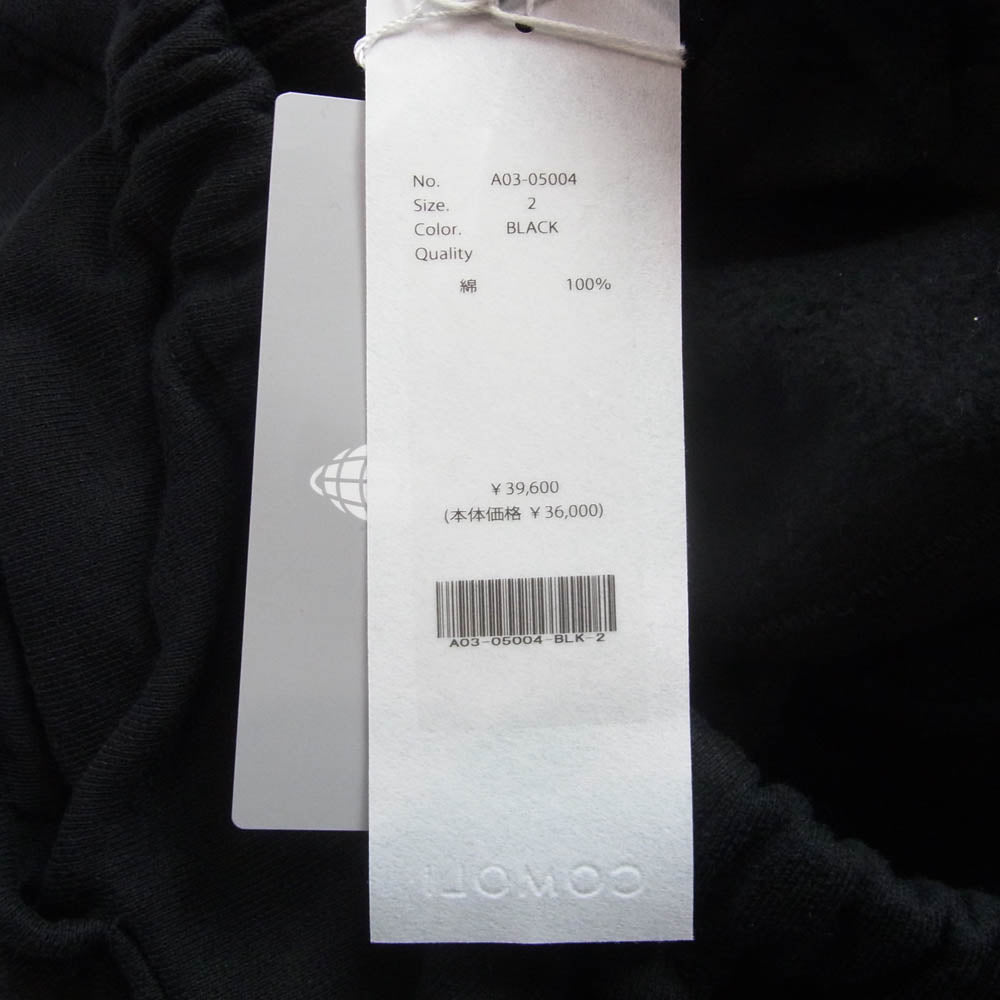 No. A03-05004
Size. 2
Color. BLACK
Quality
綿 100%
¥ 39,600
(本体価格 ¥ 36,000)
A03-05004-BLK-2
COMOLI